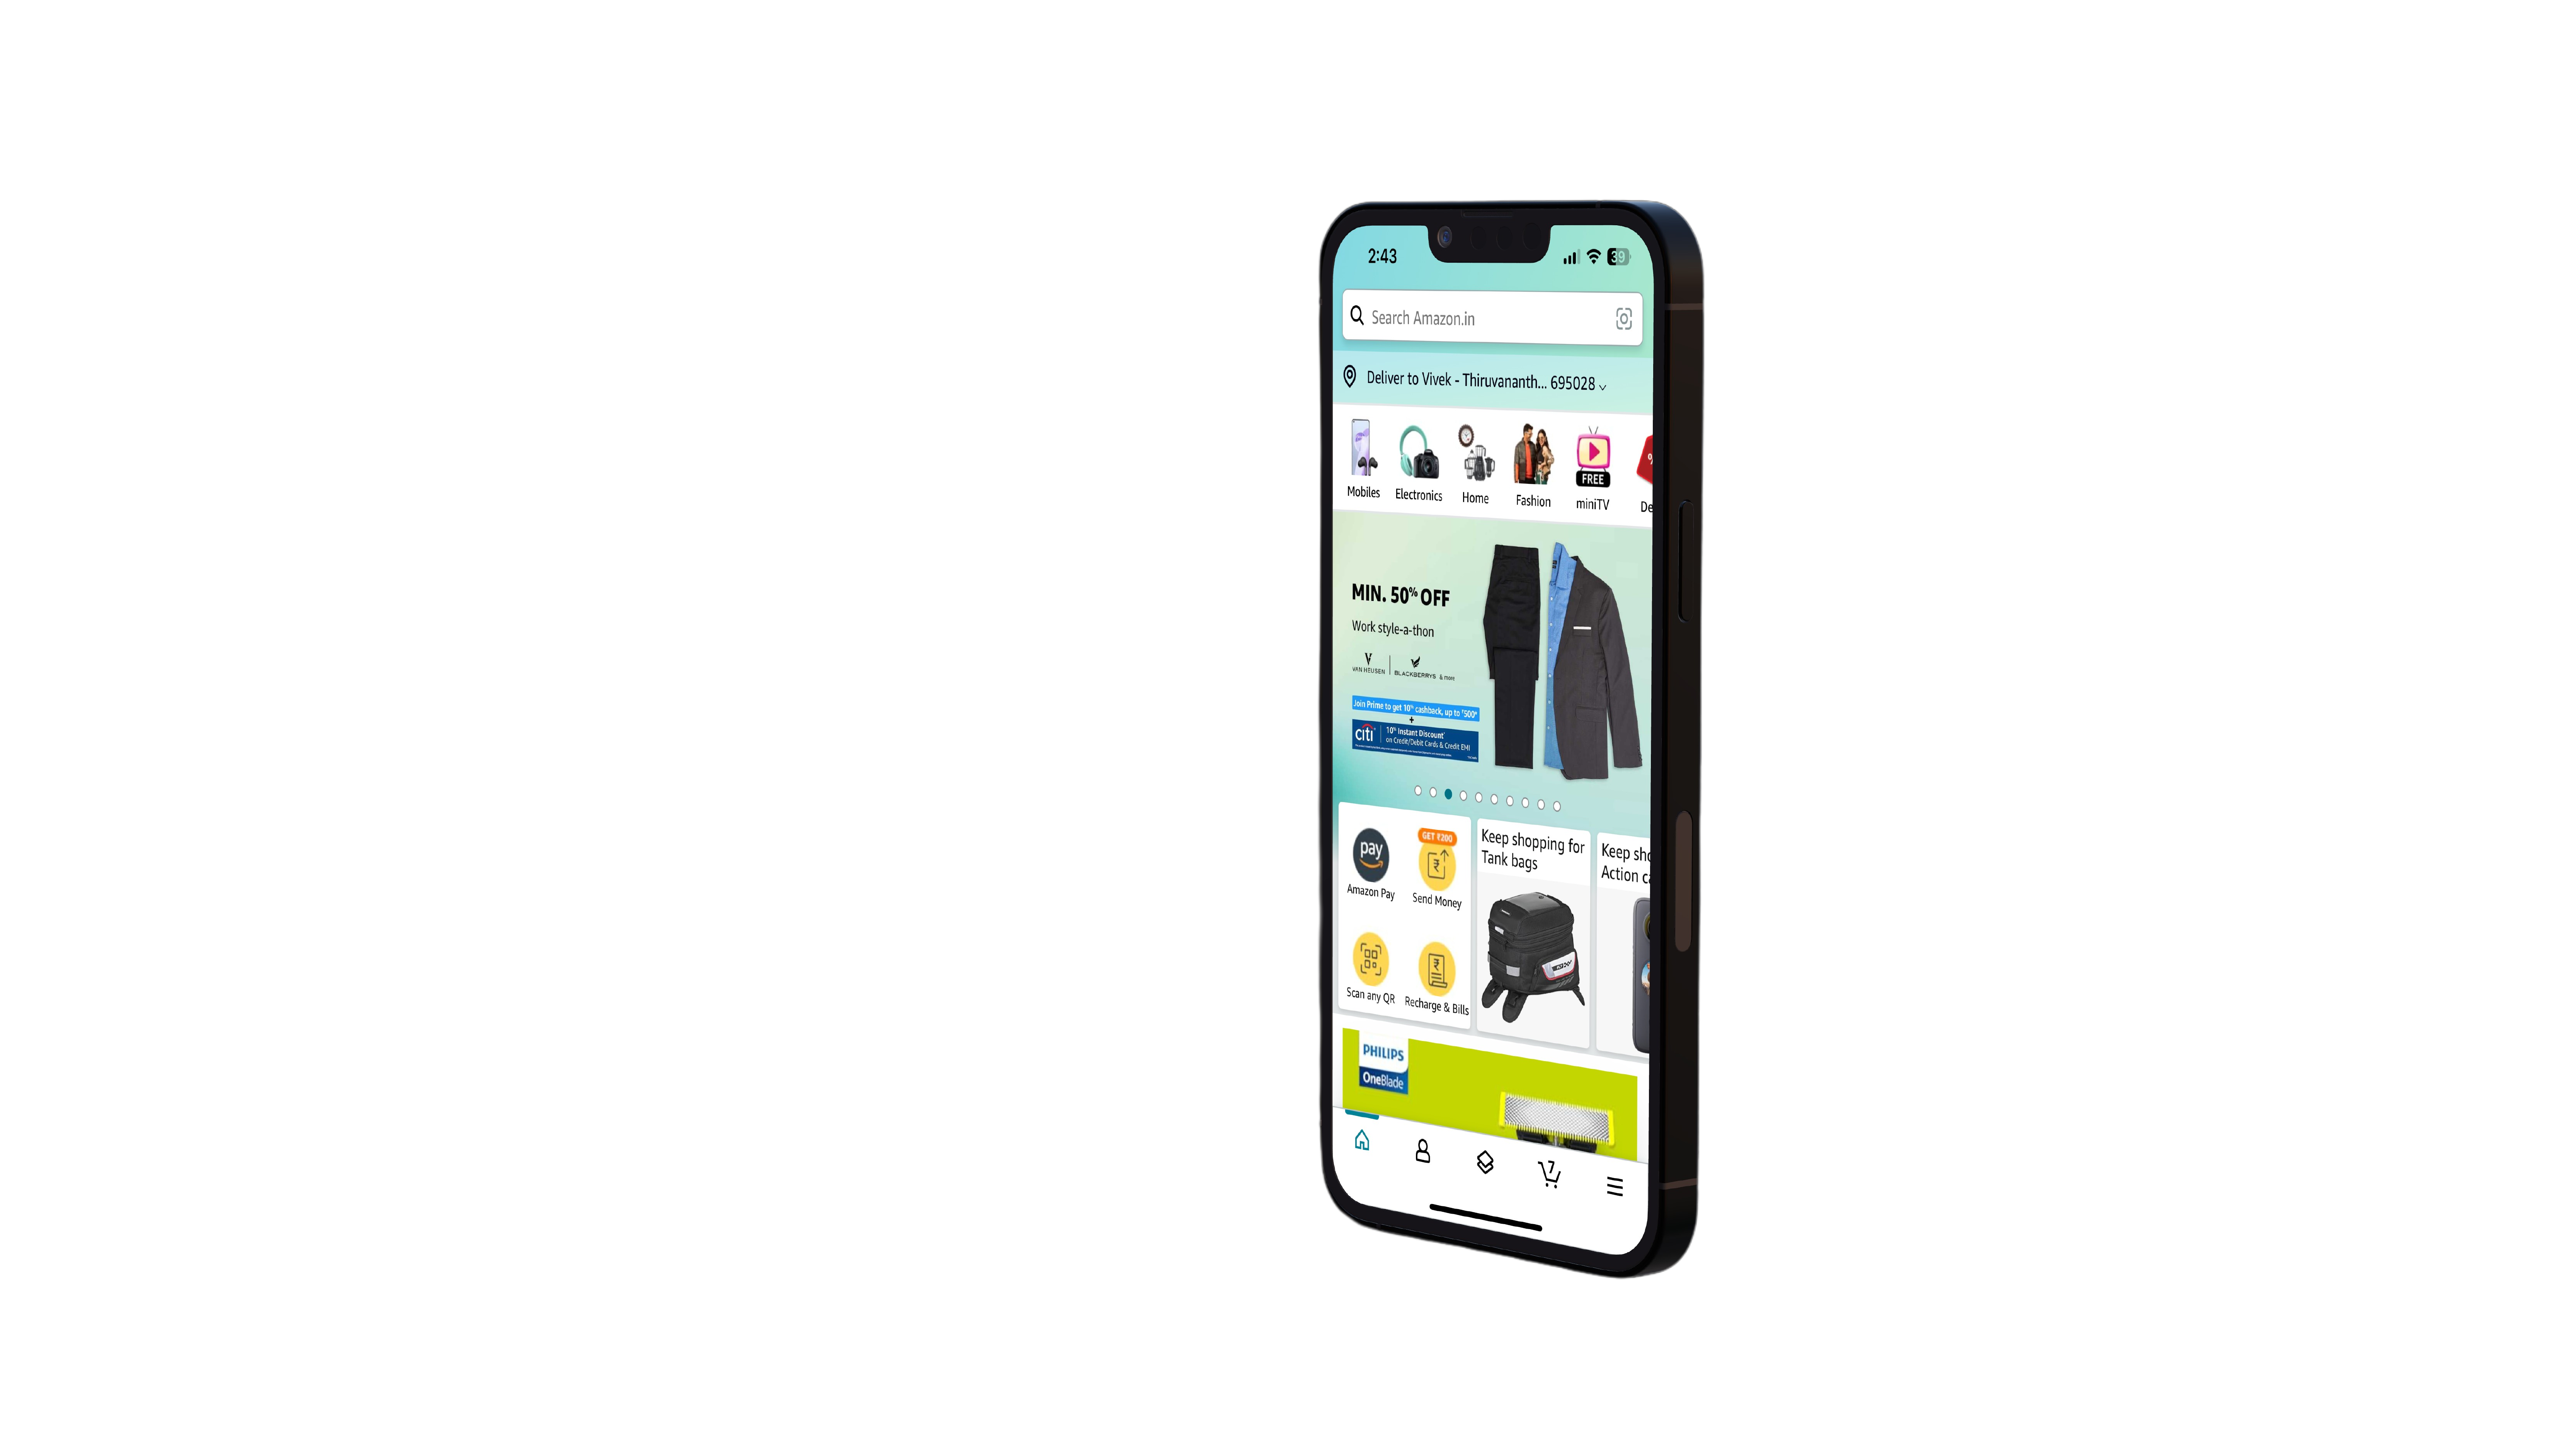 2:43
39
Search Amazon.in
Deliver to Vivek - Thiruvananth... 695028
%
FREE
Mobiles
Electronics
Home
Fashion
miniTV
De
MIN. 50% OFF
Work style-a-thon
VAN HEUSEN
BLACKBERRYS & more
Join Prime to get 10% cashback, up to ₹500*
+
citi
10% Instant Discount*
on Credit/Debit Cards & Credit EMI
GET ₹200
pay
Amazon Pay
Send Money
Scan any QR
Recharge & Bills
Keep shopping for
Tank bags
Keep sho
Action ca
PHILIPS
OneBlade
7